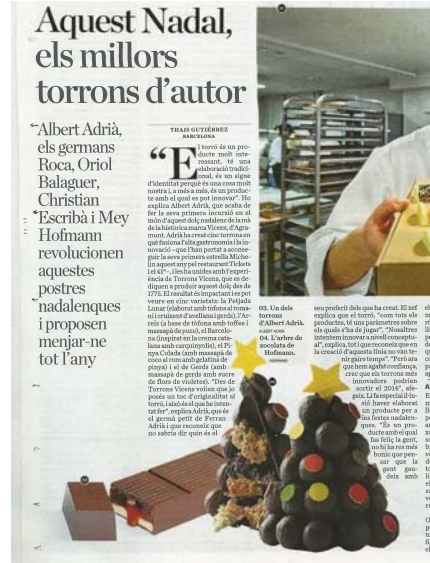 Aquest Nadal,
els millors
torrons d'autor
Albert Adrià,
els germans
Roca, Oriol
Balaguer,
Christian
Escribà i Mey
Hofmann
revolucionen
aquestes
postres
nadalenques
i proposen
menjar-ne
tot l'any
THAIS GUTIÉRREZ
BARCELONA
"El torró és un pro-
ducte molt inte-
ressant, té una
elaboració tradici-
onal, és un signe
d'identitat perquè és una cosa molt
nostra i, a més a més, és un produc-
te amb el qual es pot innovar". Ho
explica Albert Adrià, que acaba de
fer la seva primera incursió en el
món d'aquest dolç nadalenc de la mà
de la històrica marca Vicens, d'Agra-
munt. Adrià ha creat cinc torrons en
què fusiona l'alta gastronomia i la in-
novació –que l'han portat a aconse-
guir la seva primera estrella Miche-
lin aquest any pel restaurant Tickets
i el 41º–, i les ha unides amb l'experi-
ència de Torrons Vicens, que es de-
diquen a produir aquest dolç des de
1775. El resultat és impactant i es pot
veure en cinc varietats: la Petjada
Lunar (elaborat amb tòfona al roma-
ní i cruixent d'avellana i gerds), l'Ar-
rels (a base de tòfona amb toffee i
massapà de yuzu), el Barcelo-
na (inspirat en la crema cata-
lana amb carquinyolis), el Pi-
nya Colada (amb massapà de
coco al rom amb gelatina de
pinya) i el de Gerds (amb
massapà de gerds amb sucre
de flors de violetes). "Des de
Torrons Vicens volien que jo
posés un toc d'originalitat al
torró, i això és el que he inten-
tat fer", explica Adrià, que és
el germà petit de Ferran
Adrià i que reconeix que
no sabria dir quin és el
03. Un dels
torrons
d'Albert Adrià.
04. L'arbre de
xocolata de
Hofmann.
seu preferit dels que ha creat. El xef
explica que el torró, "com tots els
productes, té uns paràmetres sobre
els quals s'ha de jugar". "Nosaltres
intentem innovar a nivell conceptu-
al", explica, tot i que reconeix que en
la creació d'aquesta línia no van te-
nir gaire temps". "Però ara
que hem agafat confiança,
crec que els torrons més
innovadors podrien
sortir el 2014", afe-
geix. Li fa especial il·lu-
sió haver elaborat
un producte per a
les festes nadalen-
ques. "És un pro-
ducte amb el qual
fas feliç la gent,
no hi ha res més
bonic que pen-
sar que la
gent gau-
deix amb